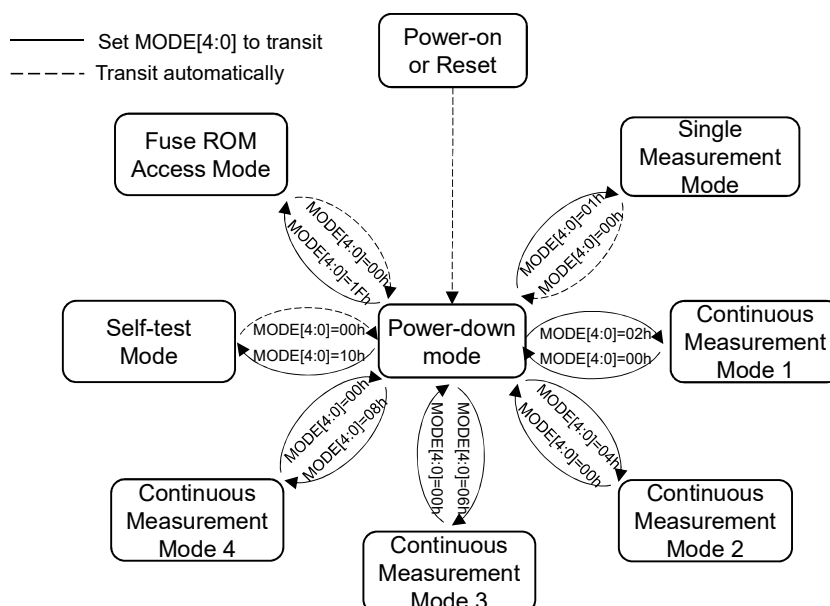 Set MODE[4:0] to transit
Transit automatically
Power-on
or Reset
Fuse ROM
Access Mode
Single
Measurement
Mode
MODE[4:0]=00h
MODE[4:0]=1Fh
MODE[4:0]=01h
MODE[4:0]=00h
Self-test
Mode
MODE[4:0]=00h
MODE[4:0]=10h
Power-down
mode
MODE[4:0]=02h
MODE[4:0]=00h
Continuous
Measurement
Mode 1
MODE[4:0]=00h
MODE[4:0]=08h
MODE[4:0]=00h
MODE[4:0]=06h
MODE[4:0]=04h
MODE[4:0]=00h
Continuous
Measurement
Mode 4
Continuous
Measurement
Mode 3
Continuous
Measurement
Mode 2